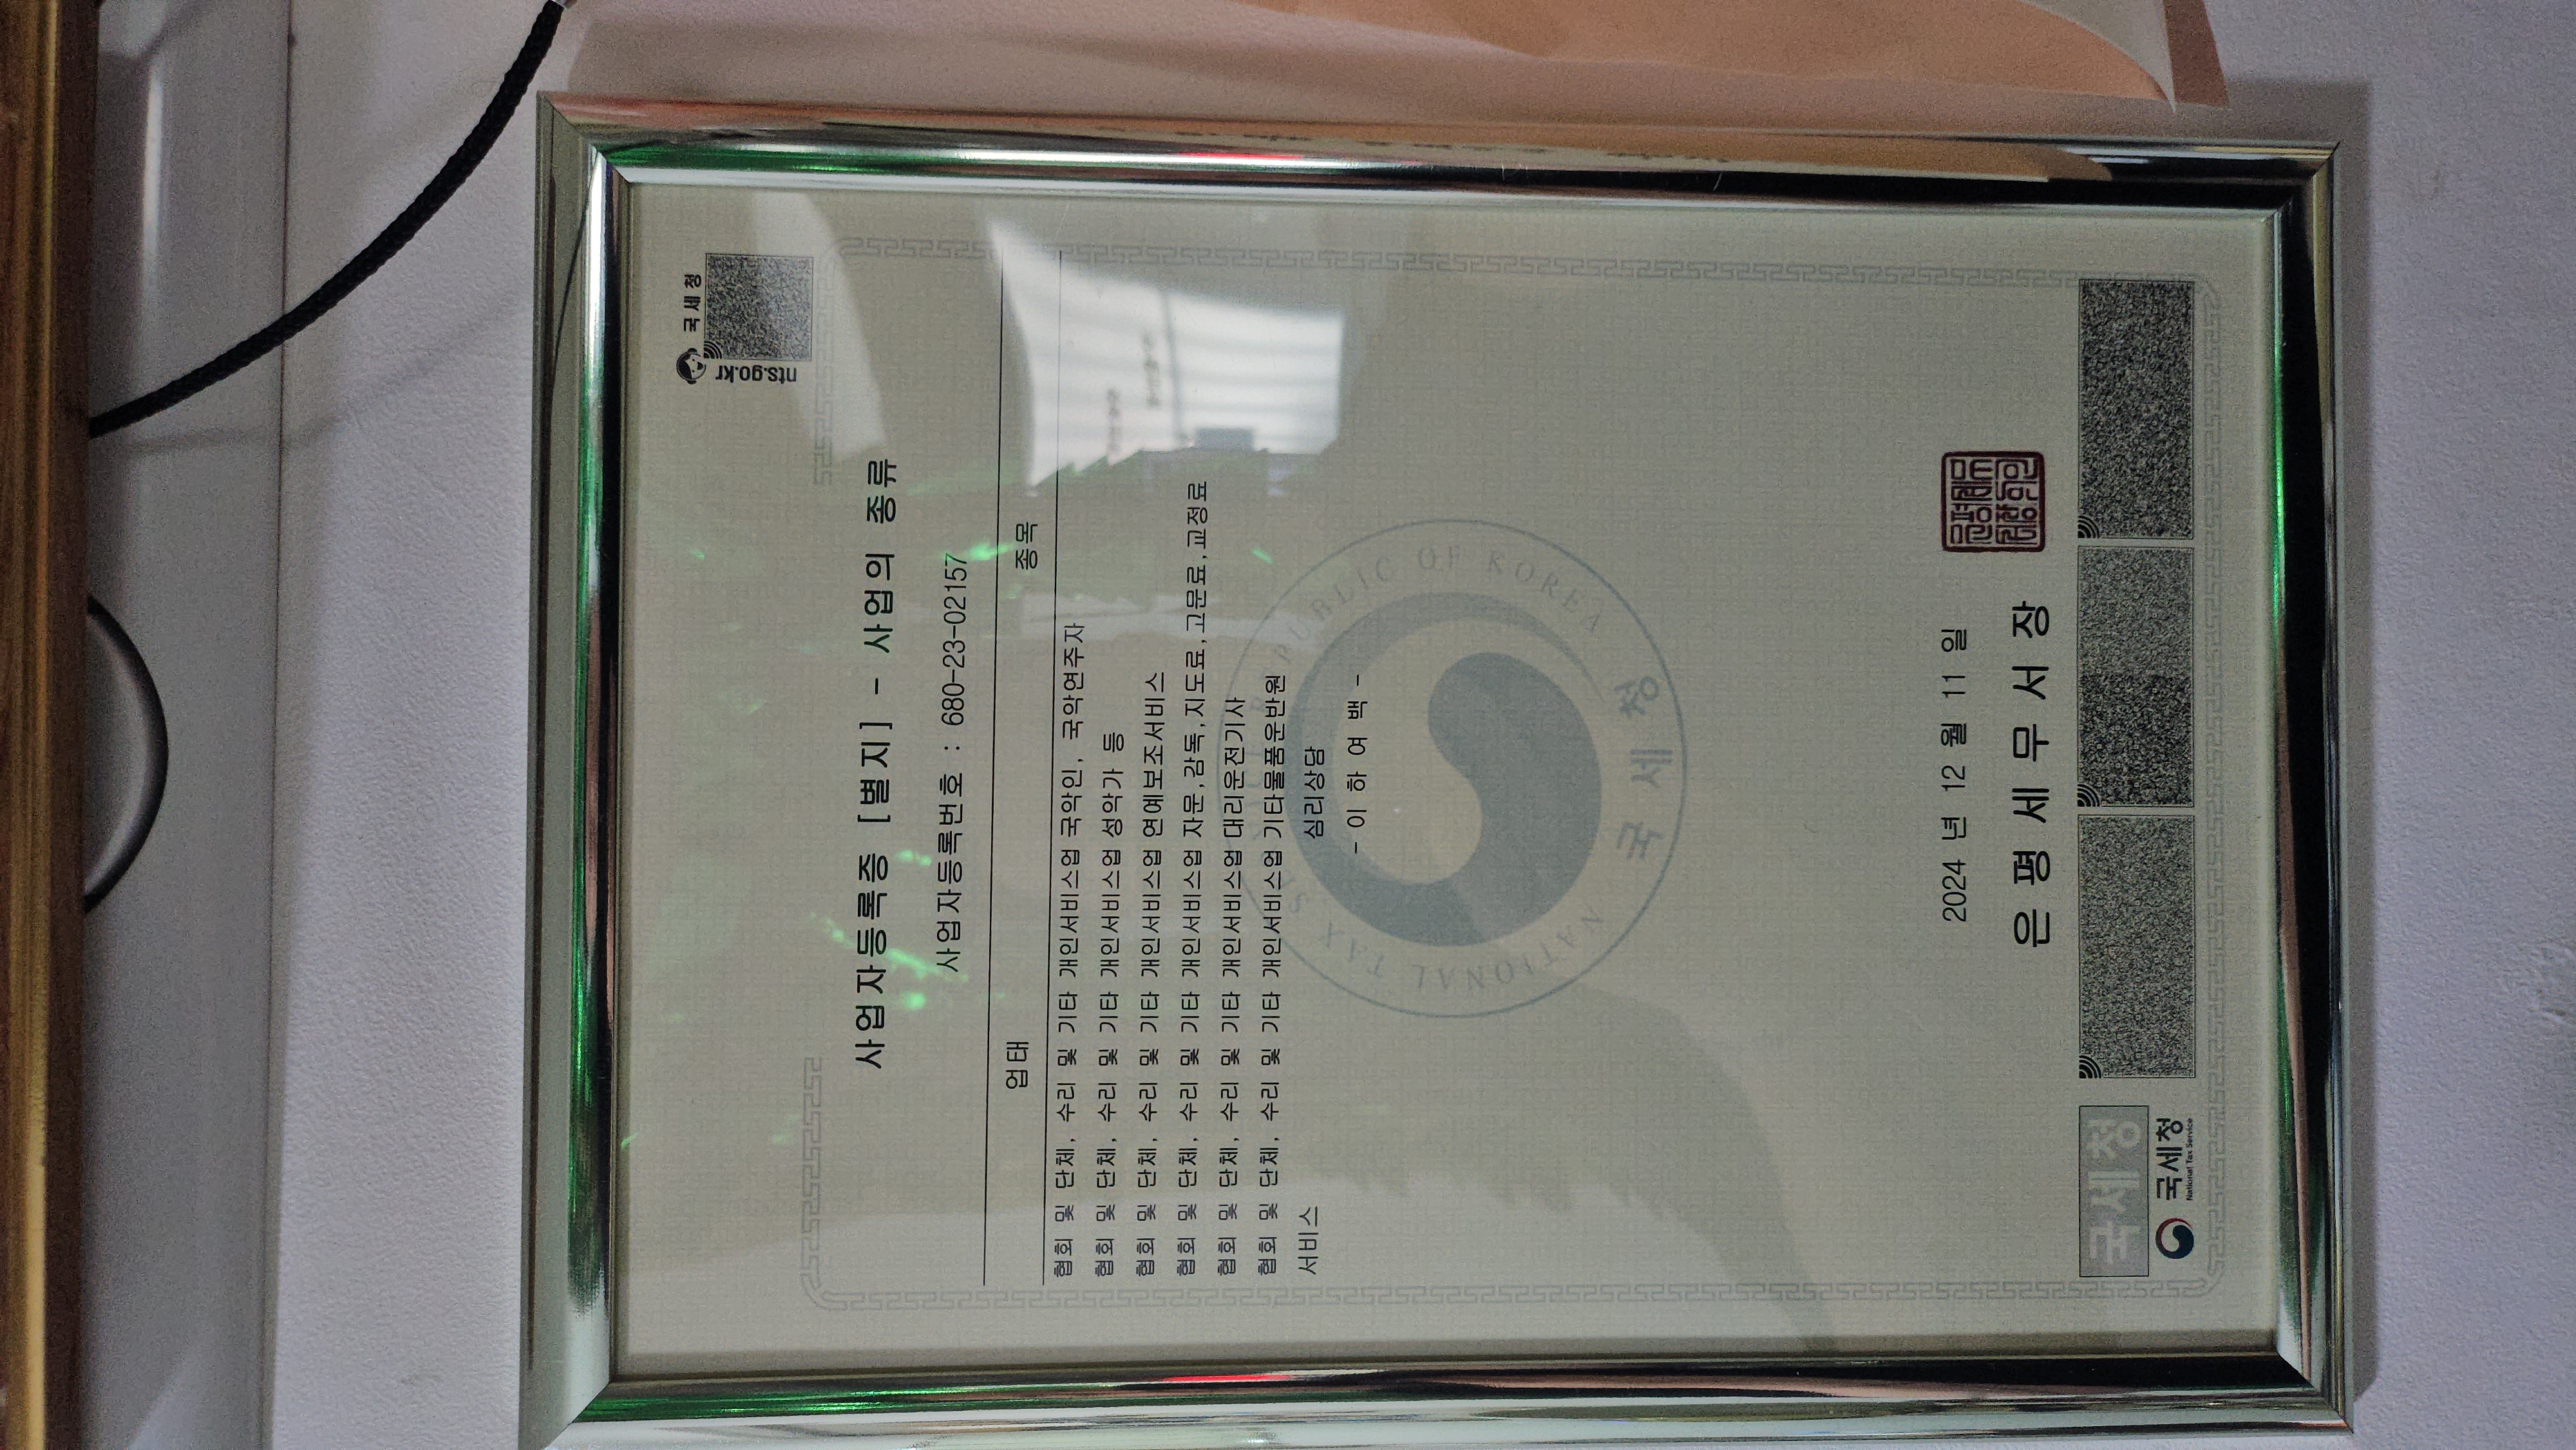 국세청
nts.go.kr
사업자등록증 [별지] - 사업의 종류
사업자등록번호 : 680-23-02157
업태 종목
협회 및 단체, 수리 및 기타 개인서비스업 국악인, 국악연주자
협회 및 단체, 수리 및 기타 개인서비스업 성악가 등
협회 및 단체, 수리 및 기타 개인서비스업 연예보조서비스
협회 및 단체, 수리 및 기타 개인서비스업 자문,감독,지도료,고문료,교정료
협회 및 단체, 수리 및 기타 개인서비스업 대리운전기사
협회 및 단체, 수리 및 기타 개인서비스업 기타물품운반원
서비스 심리상담
- 이 하 여 백 -
NATIONAL TAX REPUBLIC OF KOREA
국세청
2024 년 12 월 11 일
은평세무서장
은평세무서장인
국세청
국세청
National Tax Service